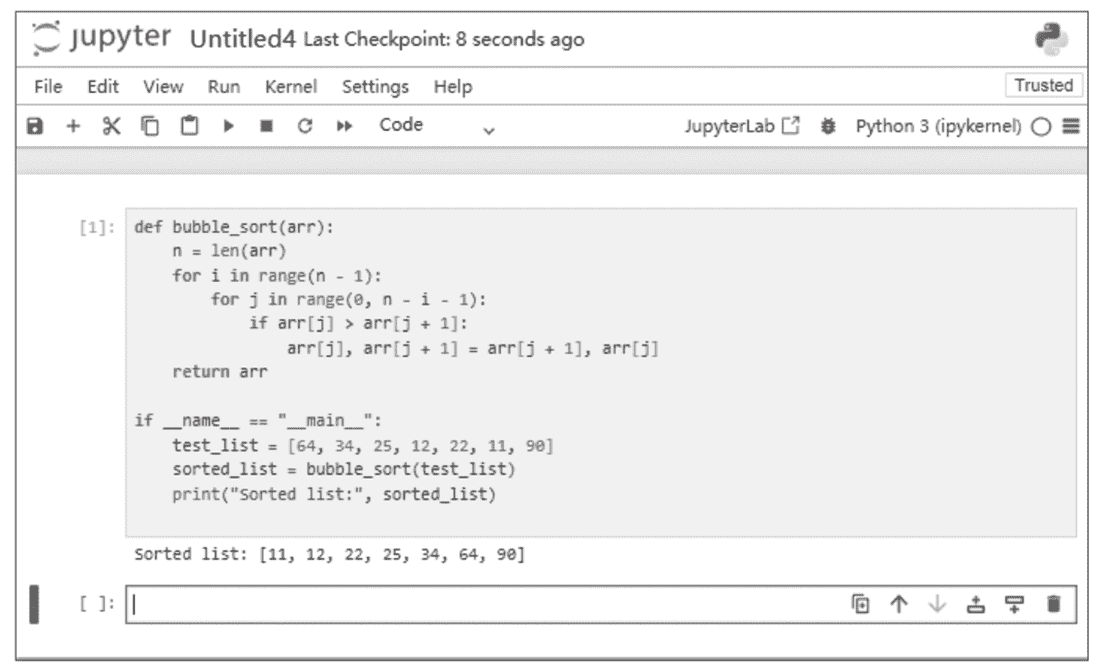 jupyter Untitled4 Last Checkpoint: 8 seconds ago
File Edit View Run Kernel Settings Help Trusted
Code JupyterLab Python 3 (ipykernel)
[1]: def bubble_sort(arr):
    n = len(arr)
    for i in range(n - 1):
        for j in range(0, n - i - 1):
            if arr[j] > arr[j + 1]:
                arr[j], arr[j + 1] = arr[j + 1], arr[j]
    return arr
if __name__ == "__main__":
    test_list = [64, 34, 25, 12, 22, 11, 90]
    sorted_list = bubble_sort(test_list)
    print("Sorted list:", sorted_list)
Sorted list: [11, 12, 22, 25, 34, 64, 90]
[ ]: